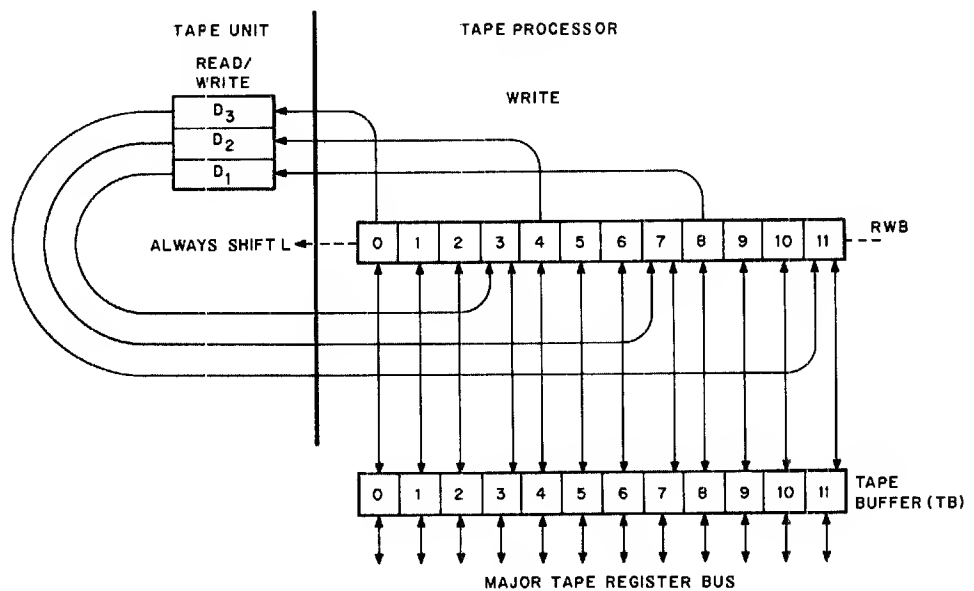 TAPE UNIT
TAPE PROCESSOR
READ/
WRITE
WRITE
D3
D2
D1
ALWAYS SHIFT L
0 1 2 3 4 5 6 7 8 9 10 11
RWB
0 1 2 3 4 5 6 7 8 9 10 11
TAPE
BUFFER (TB)
MAJOR TAPE REGISTER BUS